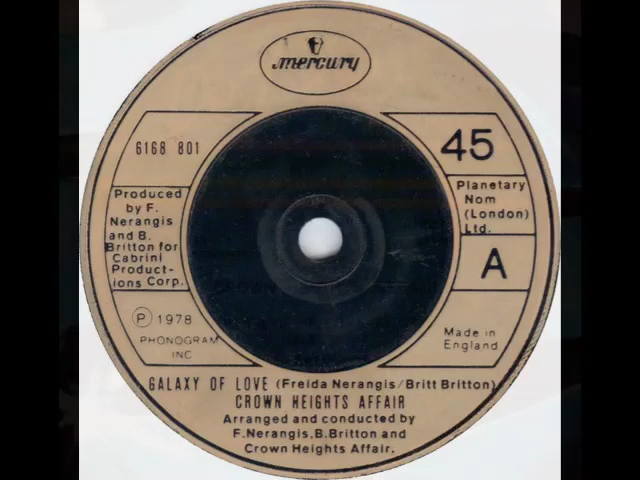 mercury
6168 801
45
Produced
by F.
Nerangis
and B.
Britton for
Cabrini
Product-
ions Corp.
Planetary
Nom
(London)
Ltd.
A
Ⓟ 1978
PHONOGRAM
INC
Made in
England
GALAXY OF LOVE (Freida Nerangis/Britt Britton)
CROWN HEIGHTS AFFAIR
Arranged and conducted by
F.Nerangis,B.Britton and
Crown Heights Affair.